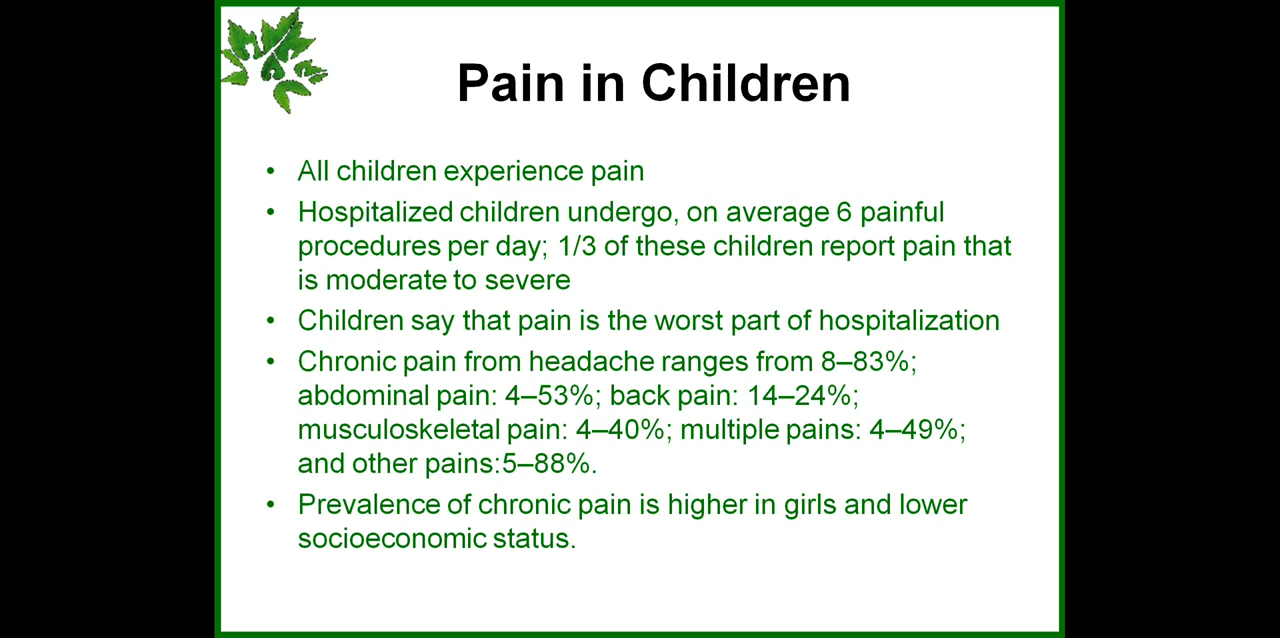 Pain in Children
• All children experience pain
• Hospitalized children undergo, on average 6 painful
procedures per day; 1/3 of these children report pain that
is moderate to severe
• Children say that pain is the worst part of hospitalization
• Chronic pain from headache ranges from 8–83%;
abdominal pain: 4–53%; back pain: 14–24%;
musculoskeletal pain: 4–40%; multiple pains: 4–49%;
and other pains:5–88%.
• Prevalence of chronic pain is higher in girls and lower
socioeconomic status.